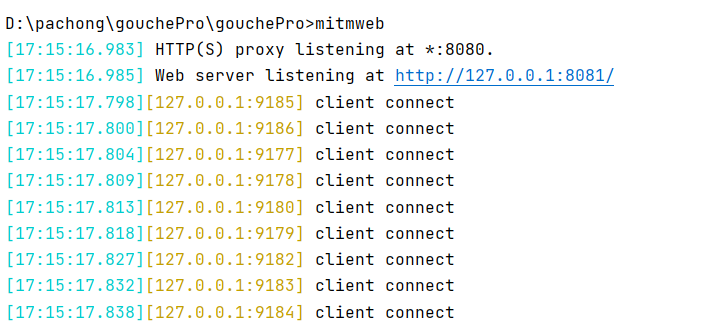 D:\pachong\gouchePro\gouchePro>mitmweb
[17:15:16.983] HTTP(S) proxy listening at *:8080.
[17:15:16.985] Web server listening at http://127.0.0.1:8081/
[17:15:17.798][127.0.0.1:9185] client connect
[17:15:17.800][127.0.0.1:9186] client connect
[17:15:17.804][127.0.0.1:9177] client connect
[17:15:17.809][127.0.0.1:9178] client connect
[17:15:17.813][127.0.0.1:9180] client connect
[17:15:17.818][127.0.0.1:9179] client connect
[17:15:17.827][127.0.0.1:9182] client connect
[17:15:17.832][127.0.0.1:9183] client connect
[17:15:17.838][127.0.0.1:9184] client connect